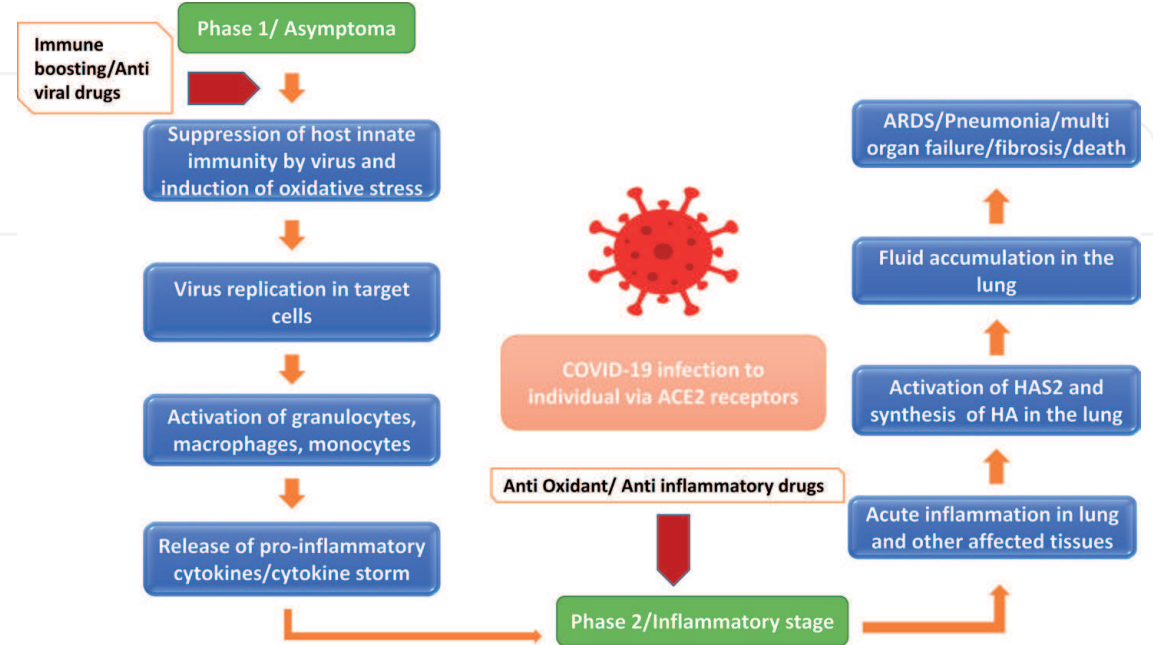 Phase 1/ Asymptoma
Immune
boosting/Anti
viral drugs
Suppression of host innate
immunity by virus and
induction of oxidative stress
Virus replication in target
cells
Activation of granulocytes,
macrophages, monocytes
Release of pro-inflammatory
cytokines/cytokine storm
COVID-19 infection to
individual via ACE2 receptors
Anti Oxidant/ Anti inflammatory drugs
Phase 2/Inflammatory stage
Acute inflammation in lung
and other affected tissues
Activation of HAS2 and
synthesis of HA in the lung
Fluid accumulation in the
lung
ARDS/Pneumonia/multi
organ failure/fibrosis/death